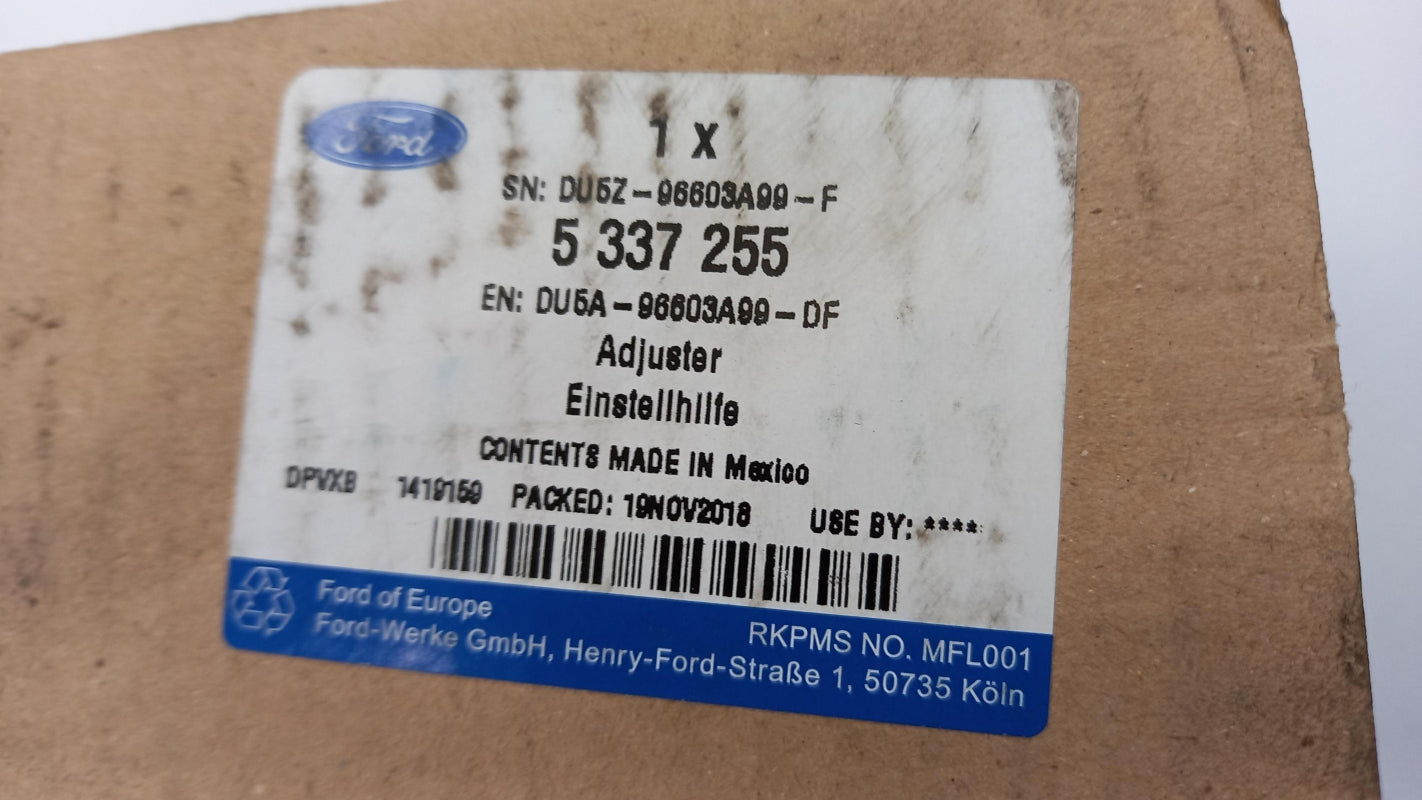 Ford
1 X
SN: DU5Z-96603A99-F
5 337 255
EN: DU5A-96603A99-DF
Adjuster
Einstellhilfe
CONTENTS MADE IN Mexico
DPVXB 1419159 PACKED: 19NOV2018 USE BY: ****
Ford of Europe
RKPMS NO. MFL001
Ford-Werke GmbH, Henry-Ford-Straße 1, 50735 Köln